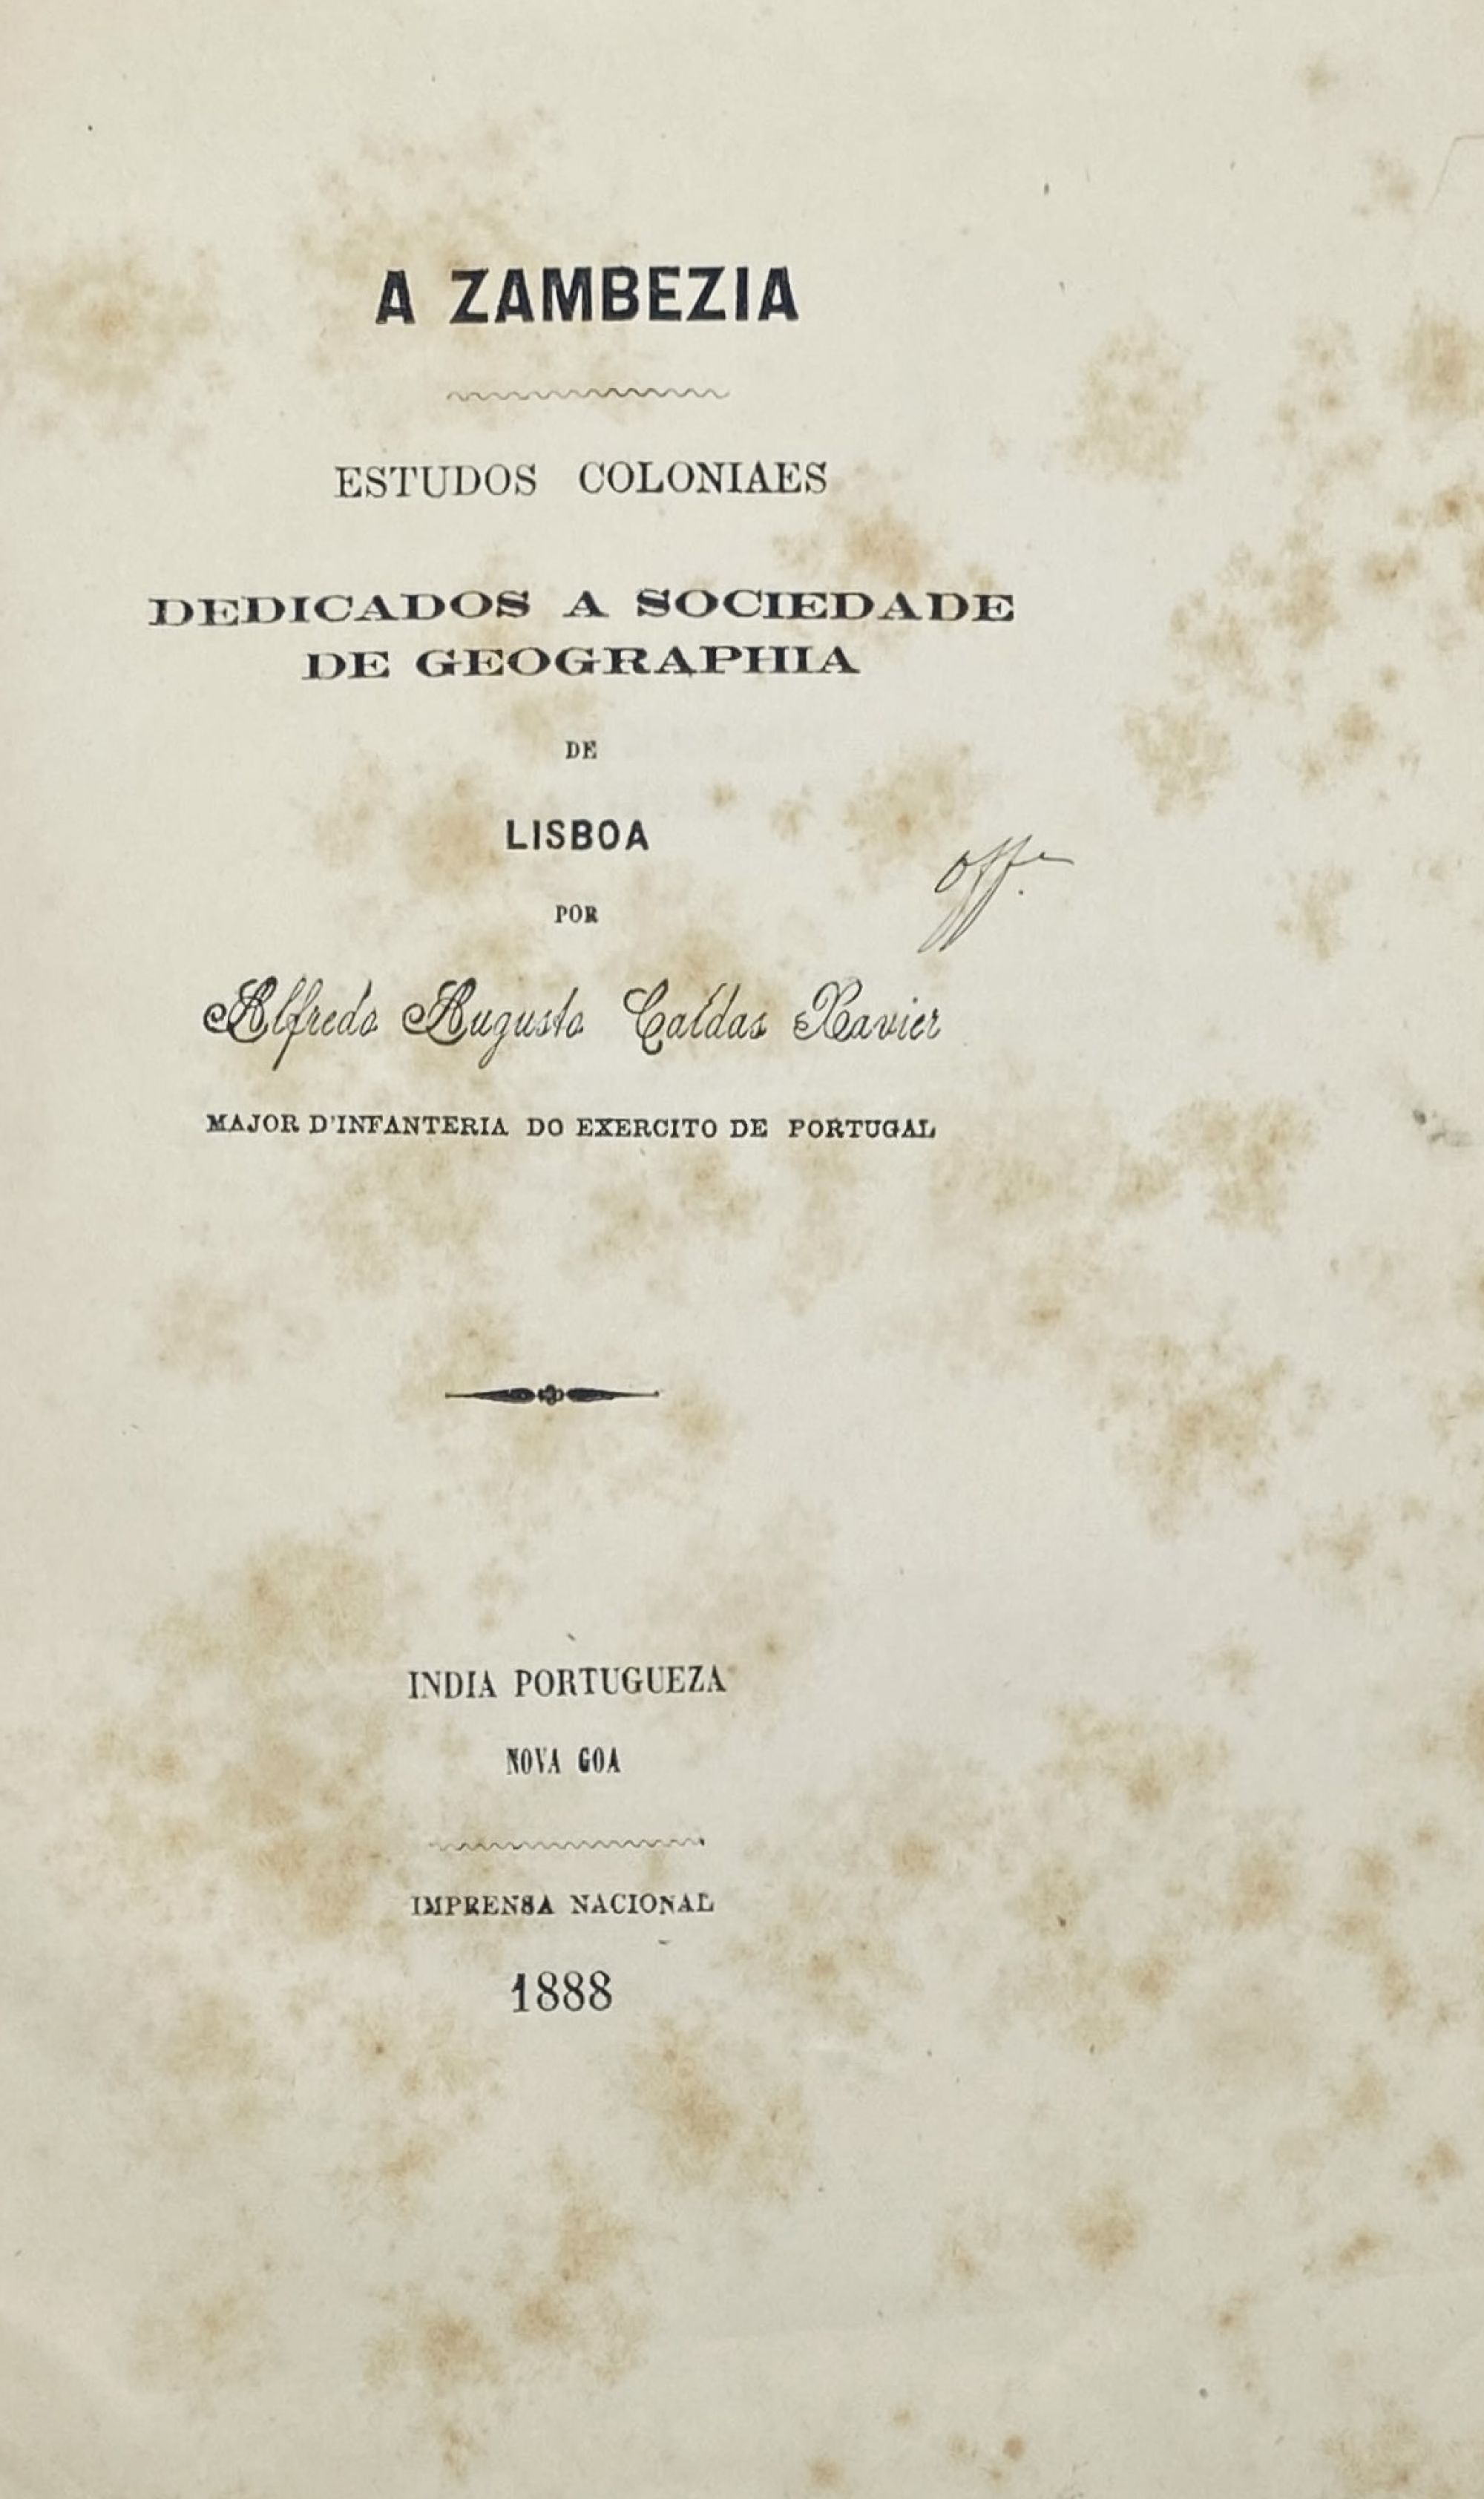 A ZAMBEZIA
ESTUDOS COLONIAES
DEDICADOS A SOCIEDADE
DE GEOGRAPHIA
DE
LISBOA
Off.
POR
Alfredo Augusto Caldas Xavier
MAJOR D'INFANTERIA DO EXERCITO DE PORTUGAL
INDIA PORTUGUEZA
NOVA GOA
IMPRENSA NACIONAL
1888